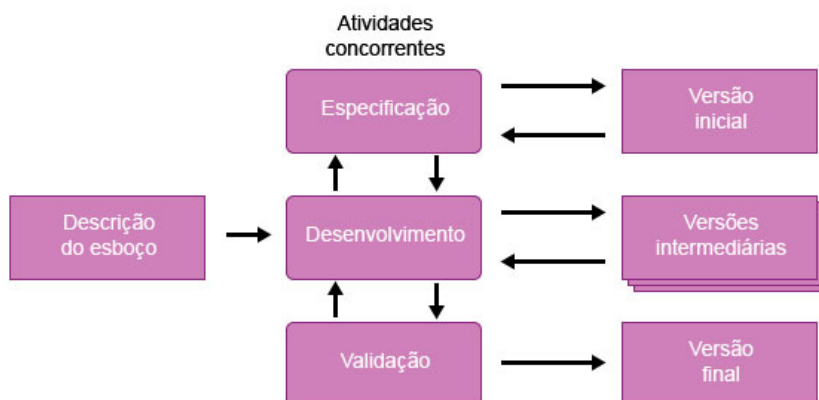 Atividades
concorrentes
Especificação
Versão
inicial
Descrição
do esboço
Desenvolvimento
Versões
intermediárias
Validação
Versão
final